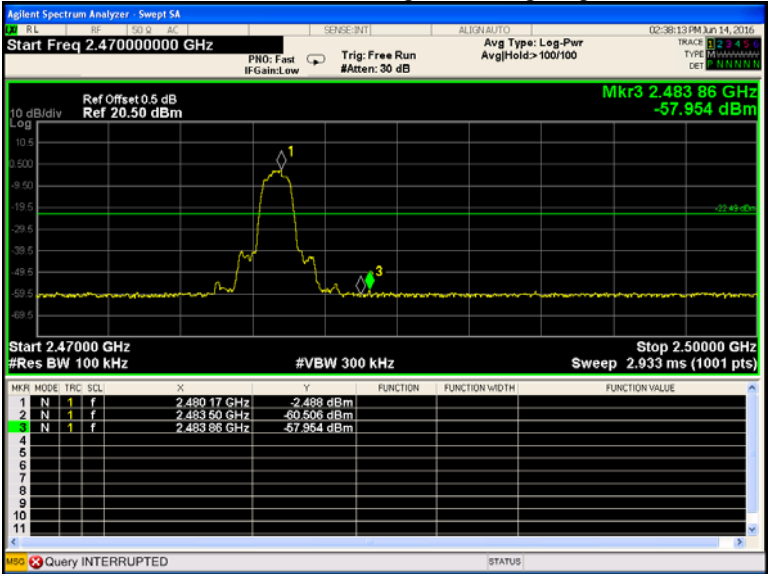 Agilent Spectrum Analyzer - Swept SA
RL RF 50 Ω AC SENSE:INT ALIGN AUTO 02:38:13 PM Jun 14, 2016
Start Freq 2.470000000 GHz
PNO: Fast
IFGain:Low
Trig: Free Run
#Atten: 30 dB
Avg Type: Log-Pwr
Avg|Hold:>100/100
TRACE 1 2 3 4 5 6
TYPE M
DET P N N N N N
Mkr3 2.483 86 GHz
-57.954 dBm
Ref Offset 0.5 dB
10 dB/div Ref 20.50 dBm
Log
10.5
0.500
-9.50
-19.5
-29.5
-39.5
-49.5
-59.5
-69.5
1
-22.49 dBm
3
Start 2.47000 GHz Stop 2.50000 GHz
#Res BW 100 kHz #VBW 300 kHz Sweep 2.933 ms (1001 pts)
MKR MODE TRC SCL X Y FUNCTION FUNCTION WIDTH FUNCTION VALUE
1 N 1 f 2.480 17 GHz -2.488 dBm
2 N 1 f 2.483 50 GHz -60.506 dBm
3 N 1 f 2.483 86 GHz -57.954 dBm
4
5
6
7
8
9
10
11
MSG Query INTERRUPTED STATUS